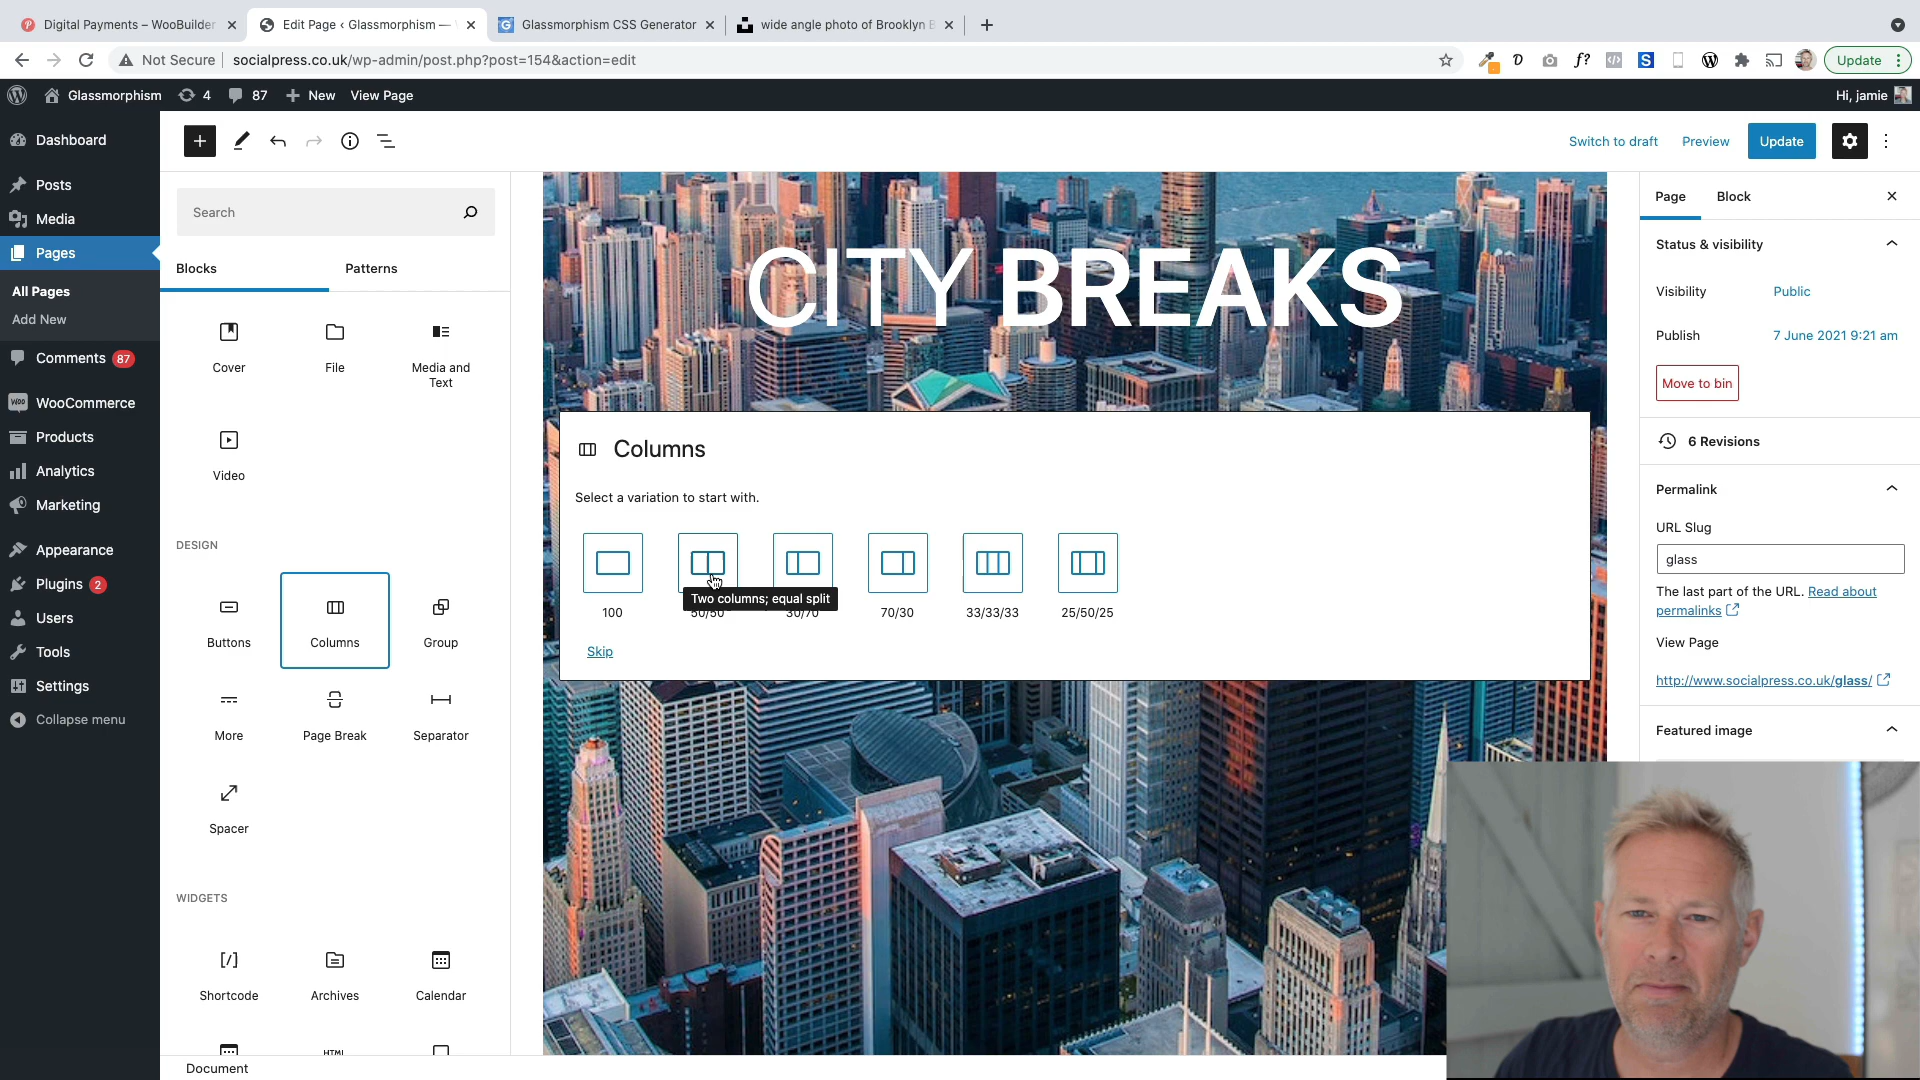 Digital Payments – WooBuilder
Edit Page ‹ Glassmorphism —
Glassmorphism CSS Generator
wide angle photo of Brooklyn B
Not Secure
socialpress.co.uk/wp-admin/post.php?post=154&action=edit
Update
Glassmorphism
4
87
New
View Page
Hi, jamie
Dashboard
Posts
Media
Pages
All Pages
Add New
Comments 87
WooCommerce
Products
Analytics
Marketing
Appearance
Plugins 2
Users
Tools
Settings
Collapse menu
Switch to draft
Preview
Update
Search
Blocks
Patterns
Cover
File
Media and
Text
Video
DESIGN
Buttons
Columns
Group
More
Page Break
Separator
Spacer
WIDGETS
Shortcode
Archives
Calendar
HTML
Document
CITY BREAKS
Columns
Select a variation to start with.
Two columns; equal split
100
50/50
30/70
70/30
33/33/33
25/50/25
Skip
Page
Block
Status & visibility
Visibility
Public
Publish
7 June 2021 9:21 am
Move to bin
6 Revisions
Permalink
URL Slug
glass
The last part of the URL. Read about
permalinks
View Page
http://www.socialpress.co.uk/glass/
Featured image